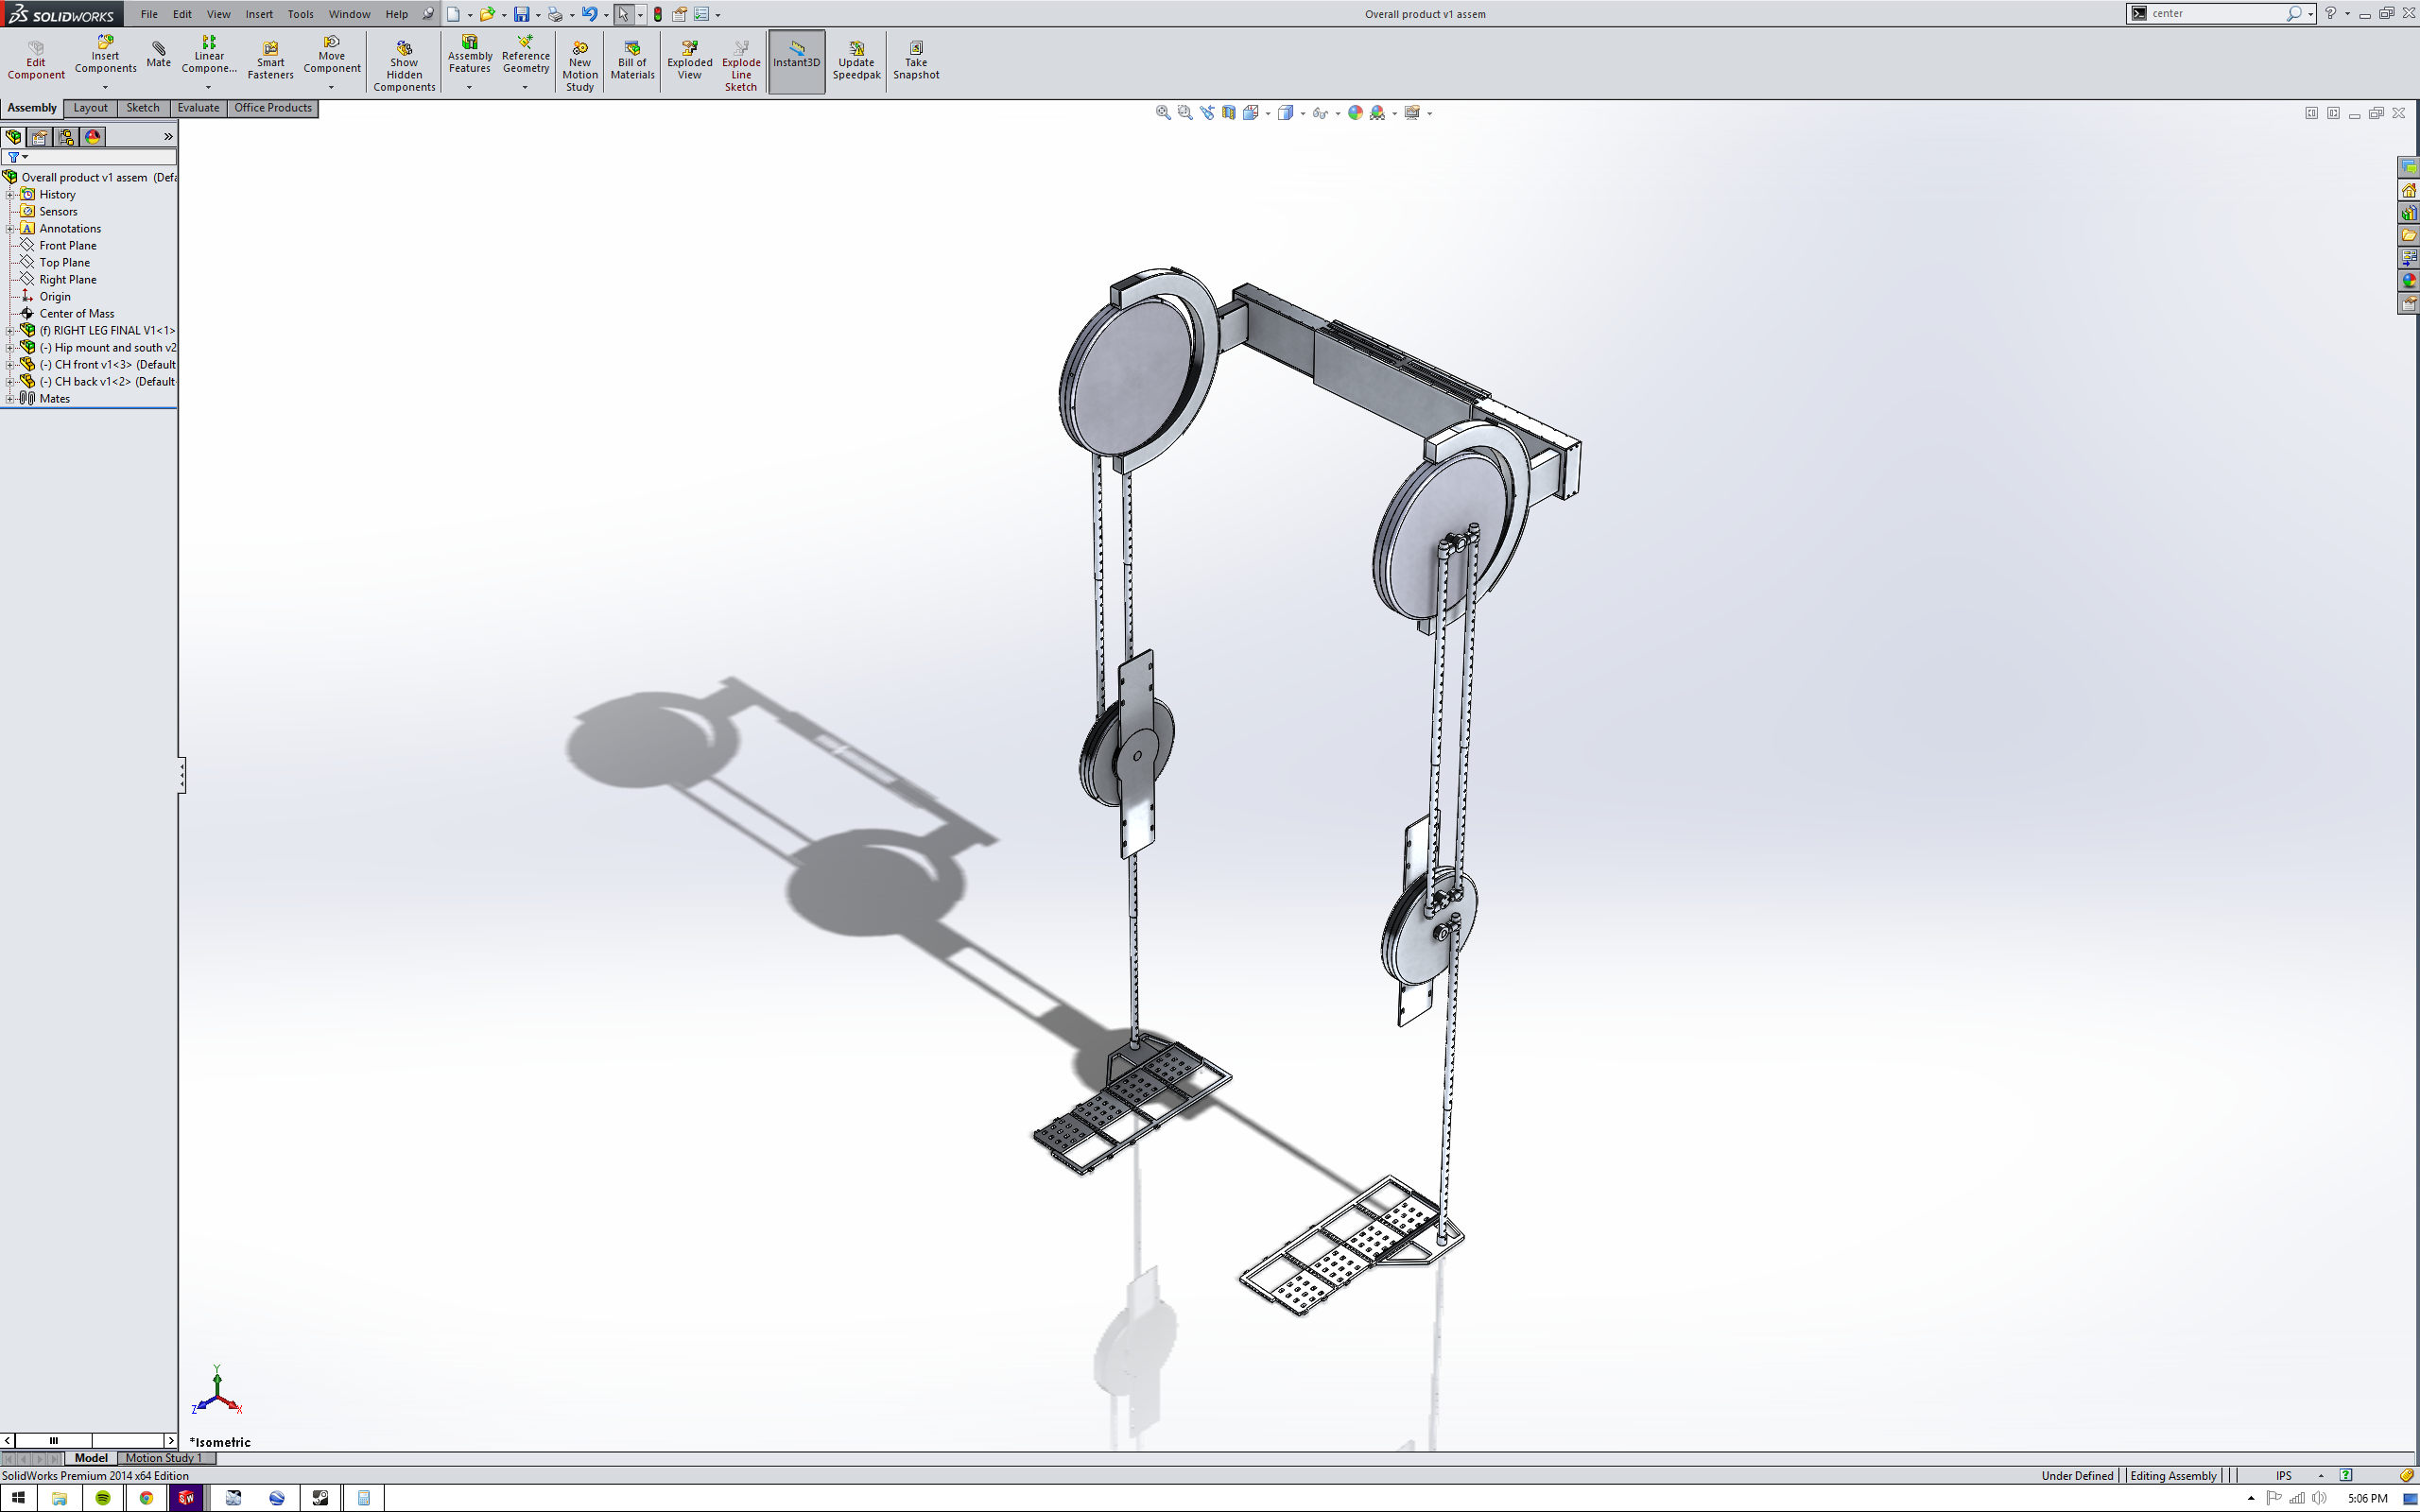 SOLIDWORKS File Edit View Insert Tools Window Help Overall product v1 assem center
Edit Component
Insert Components
Mate
Linear Compone...
Smart Fasteners
Move Component
Show Hidden Components
Assembly Features
Reference Geometry
New Motion Study
Bill of Materials
Exploded View
Explode Line Sketch
Instant3D
Update Speedpak
Take Snapshot
Assembly Layout Sketch Evaluate Office Products
Overall product v1 assem (Defa
History
Sensors
Annotations
Front Plane
Top Plane
Right Plane
Origin
Center of Mass
(f) RIGHT LEG FINAL V1<1>
(-) Hip mount and south v2
(-) CH front v1<3> (Default
(-) CH back v1<2> (Default
Mates
Y
Z X
*Isometric
Model Motion Study 1
SolidWorks Premium 2014 x64 Edition Under Defined Editing Assembly IPS
SW 5:06 PM